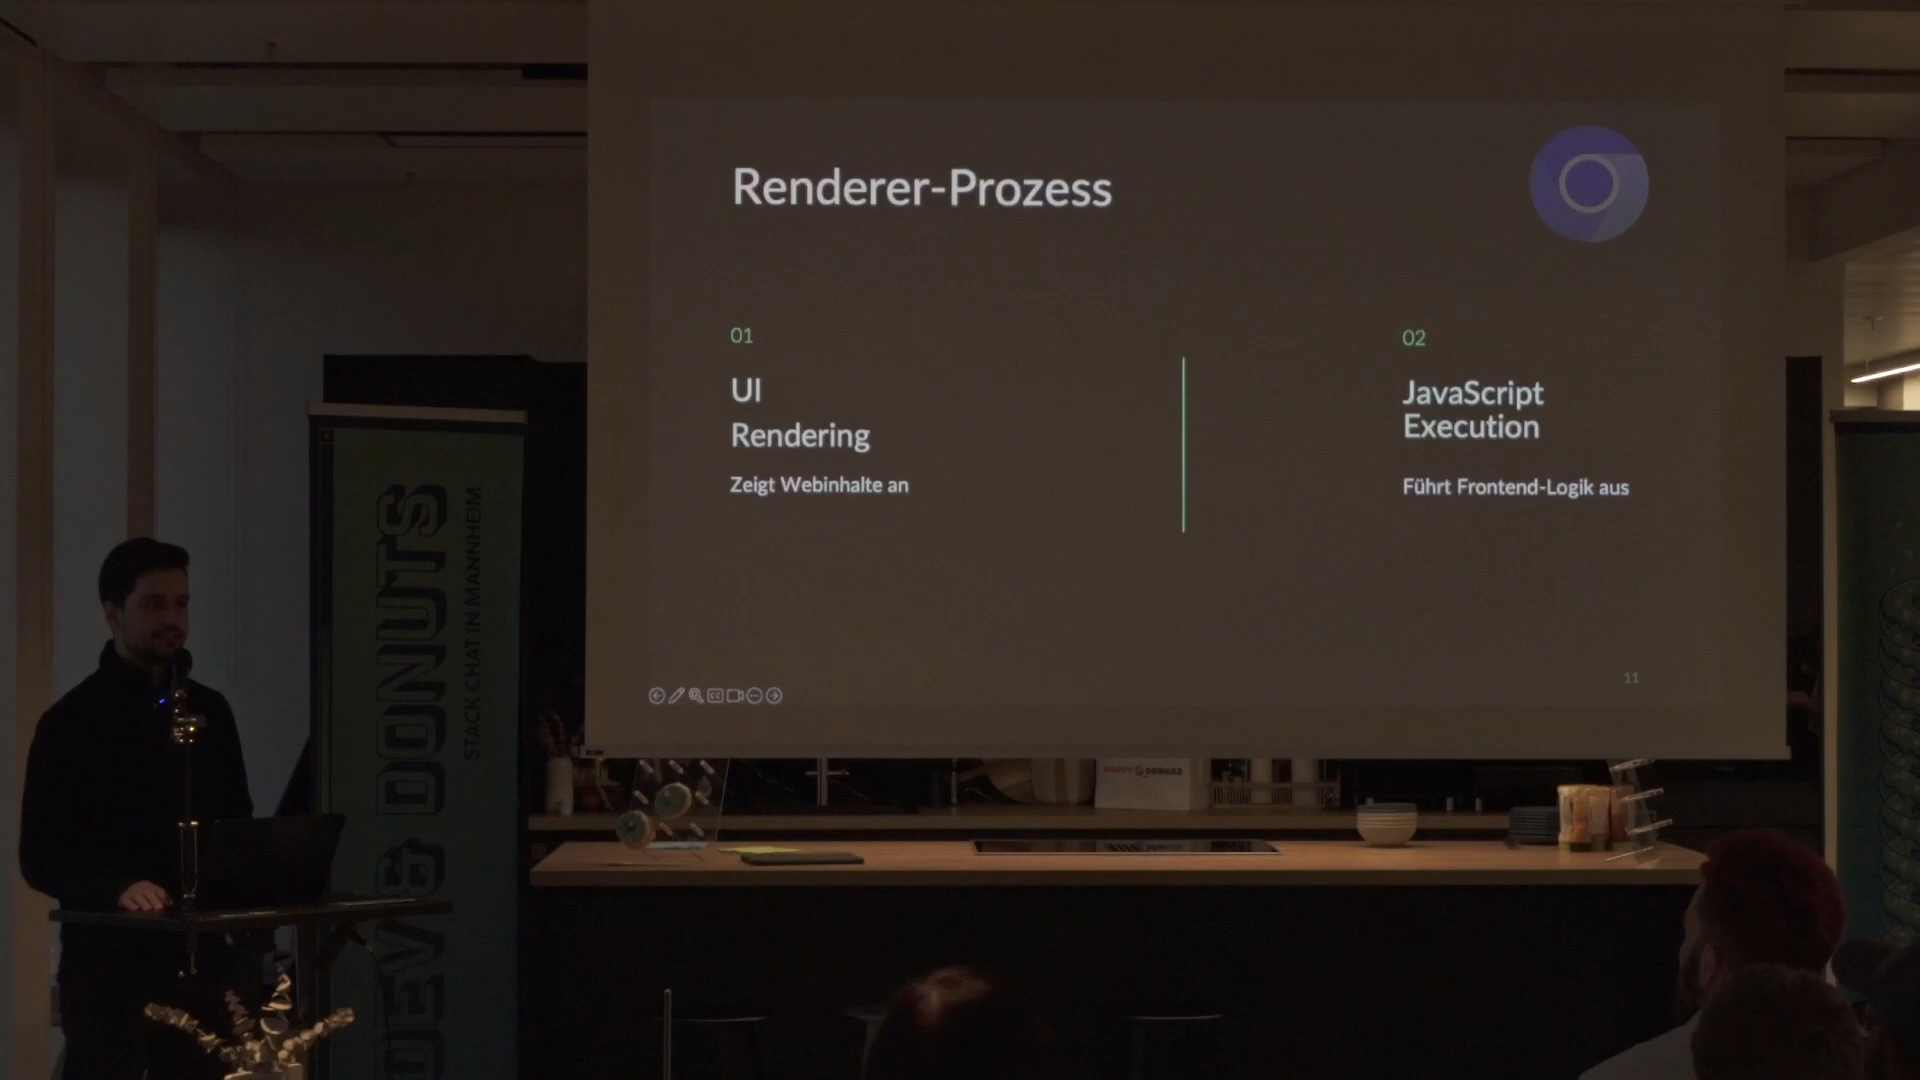 Renderer-Prozess
01
UI
Rendering
Zeigt Webinhalte an
02
JavaScript
Execution
Führt Frontend-Logik aus
11
DEV & DONUTS
STACK CHAT IN MANNHEIM